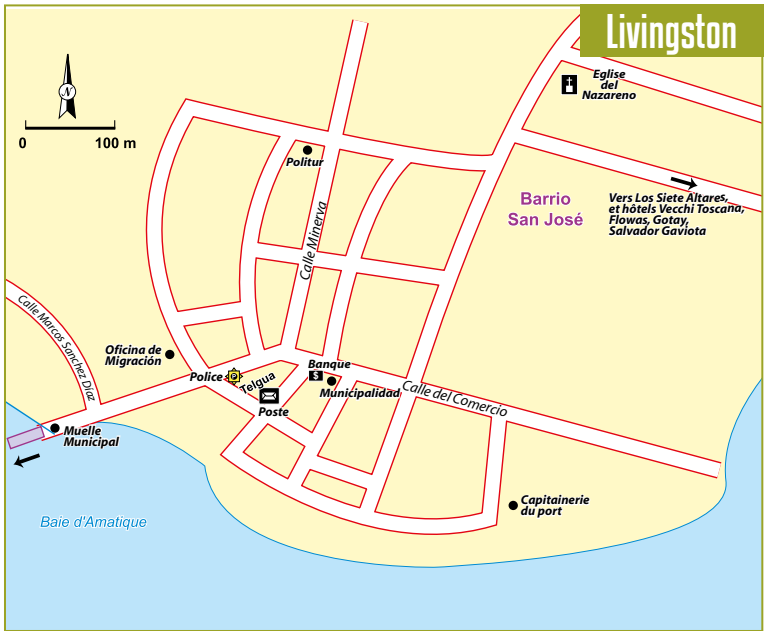 Livingston
N
0 100 m
Eglise
del
Nazareno
Politur
Barrio
San José
Vers Los Siete Altares,
et hôtels Vecchi Toscana,
Flowas, Gotay,
Salvador Gaviota
Calle Minerva
Calle Marcos Sanchez Díaz
Oficina de
Migración
Police
P
Telgua
Banque
$
Municipalidad
Poste
Calle del Comercio
Muelle
Municipal
Capitainerie
du port
Baie d'Amatique